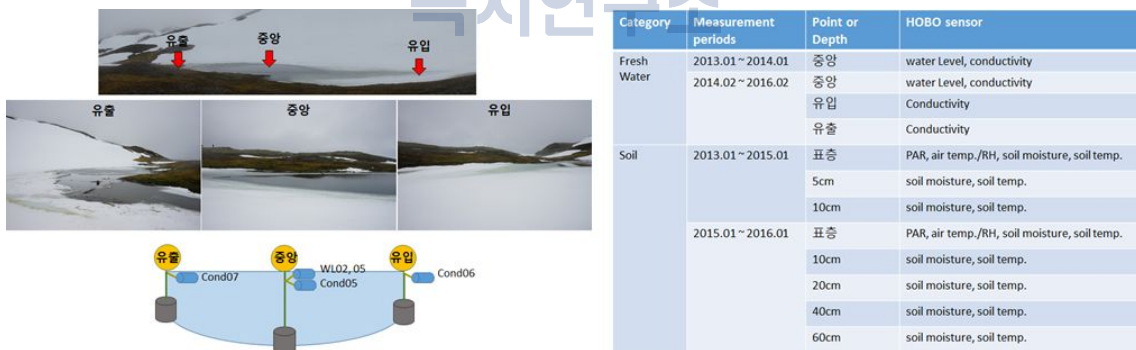 극지연구소
유출
중앙
유입
유출
중앙
유입
유출
중앙
유입
Cond07
WL02, 05
Cond05
Cond06
Category Measurement periods Point or Depth HOBO sensor
Fresh Water 2013.01 ~ 2014.01 중앙 water Level, conductivity
2014.02 ~ 2016.02 중앙 water Level, conductivity
유입 Conductivity
유출 Conductivity
Soil 2013.01 ~ 2015.01 표층 PAR, air temp./RH, soil moisture, soil temp.
5cm soil moisture, soil temp.
10cm soil moisture, soil temp.
2015.01 ~ 2016.01 표층 PAR, air temp./RH, soil moisture, soil temp.
10cm soil moisture, soil temp.
20cm soil moisture, soil temp.
40cm soil moisture, soil temp.
60cm soil moisture, soil temp.